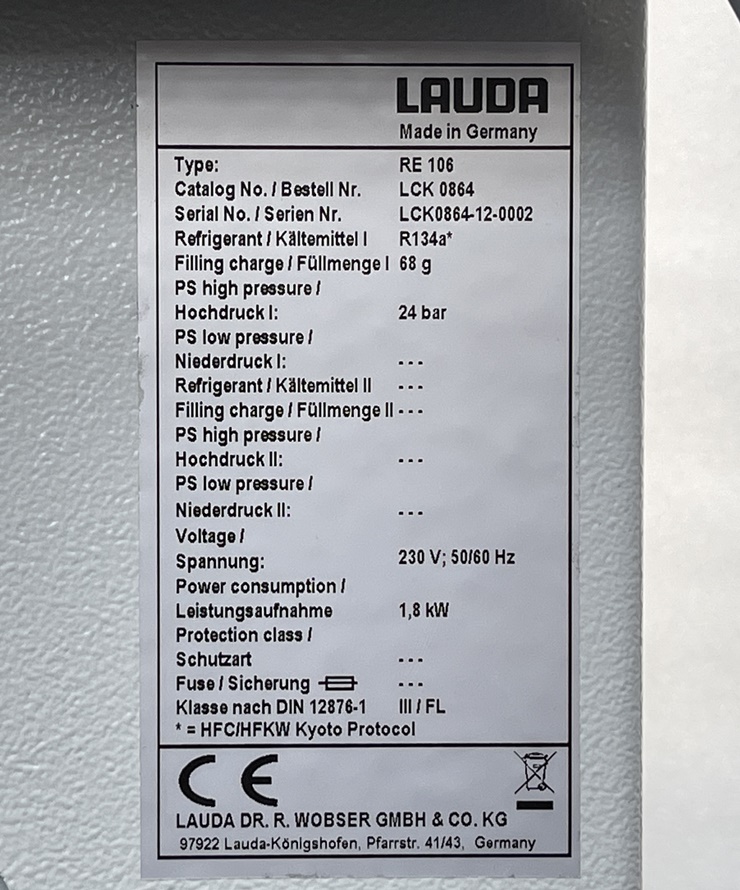 LAUDA
Made in Germany
Type: RE 106
Catalog No. / Bestell Nr. LCK 0864
Serial No. / Serien Nr. LCK0864-12-0002
Refrigerant / Kältemittel I R134a*
Filling charge / Füllmenge I 68 g
PS high pressure /
Hochdruck I: 24 bar
PS low pressure /
Niederdruck I: ---
Refrigerant / Kältemittel II ---
Filling charge / Füllmenge II ---
PS high pressure /
Hochdruck II: ---
PS low pressure /
Niederdruck II: ---
Voltage /
Spannung: 230 V; 50/60 Hz
Power consumption /
Leistungsaufnahme 1,8 kW
Protection class /
Schutzart ---
Fuse / Sicherung ---
Klasse nach DIN 12876-1 III / FL
* = HFC/HFKW Kyoto Protocol
CE
LAUDA DR. R. WOBSER GMBH & CO. KG
97922 Lauda-Königshofen, Pfarrstr. 41/43, Germany